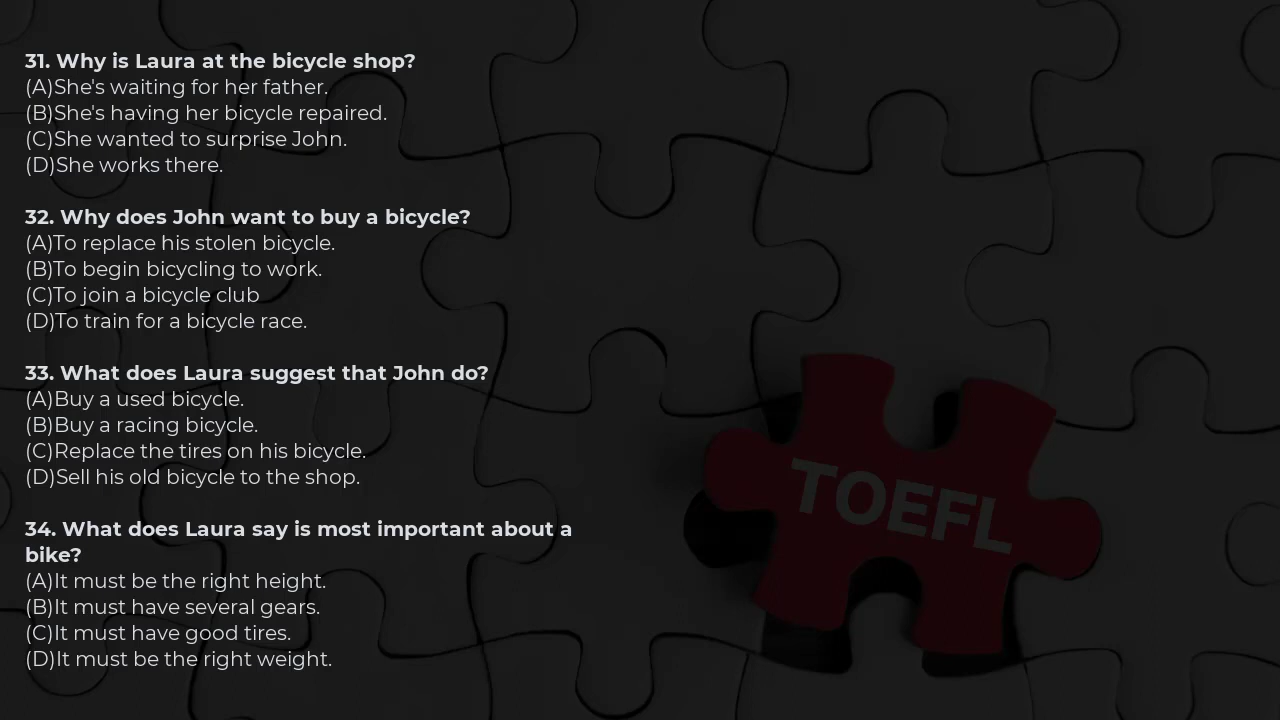 31. Why is Laura at the bicycle shop?
(A)She's waiting for her father.
(B)She's having her bicycle repaired.
(C)She wanted to surprise John.
(D)She works there.
32. Why does John want to buy a bicycle?
(A)To replace his stolen bicycle.
(B)To begin bicycling to work.
(C)To join a bicycle club
(D)To train for a bicycle race.
33. What does Laura suggest that John do?
(A)Buy a used bicycle.
(B)Buy a racing bicycle.
(C)Replace the tires on his bicycle.
(D)Sell his old bicycle to the shop.
34. What does Laura say is most important about a
bike?
(A)It must be the right height.
(B)It must have several gears.
(C)It must have good tires.
(D)It must be the right weight.
TOEFL